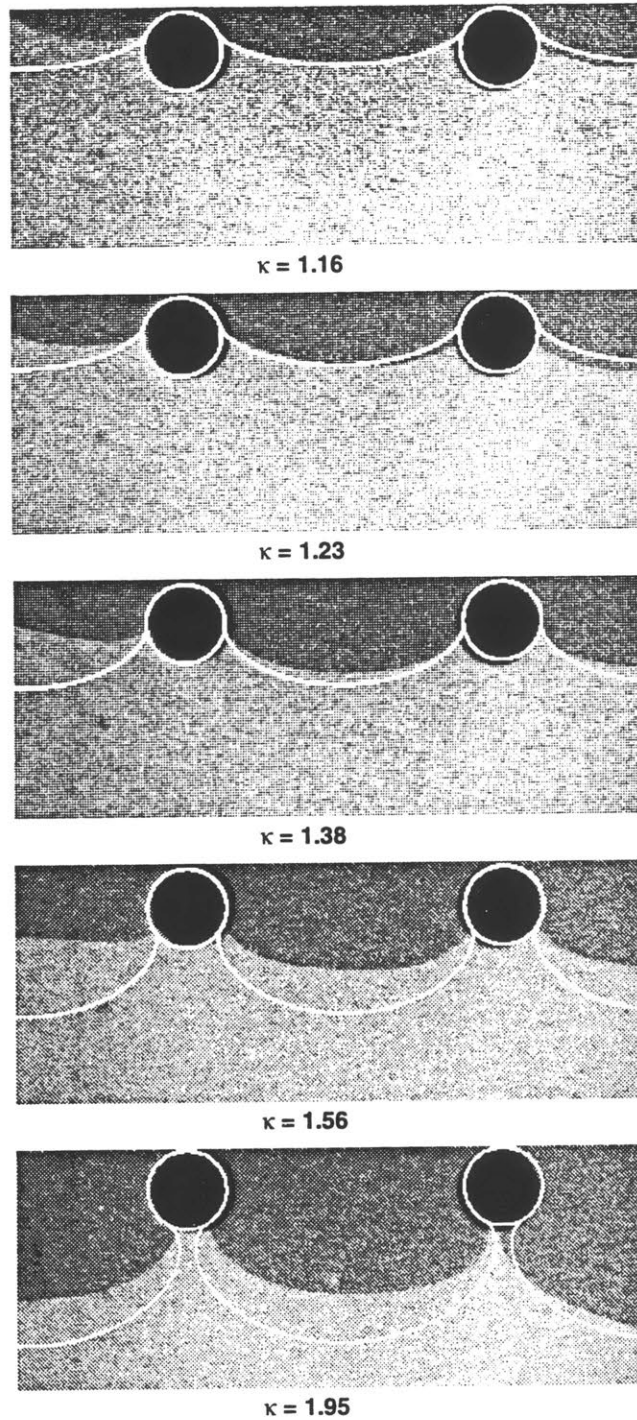 κ = 1.16
κ = 1.23
κ = 1.38
κ = 1.56
κ = 1.95